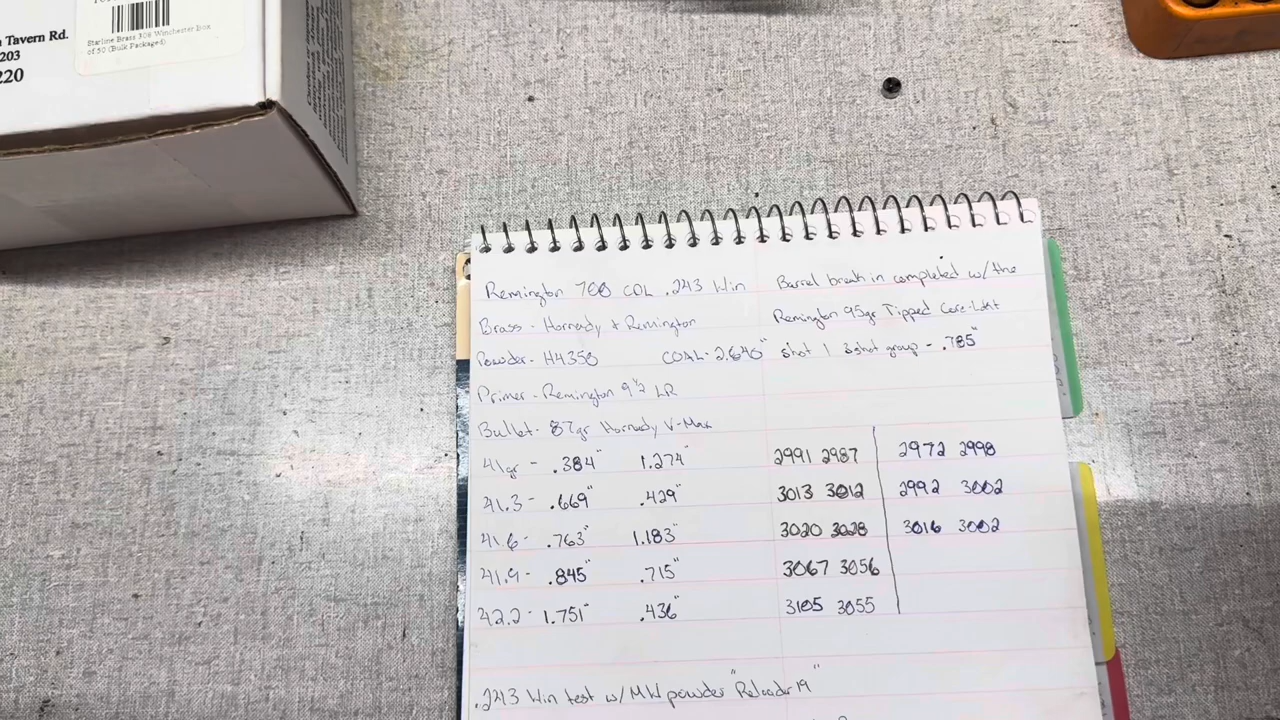 n Tavern Rd.
203
220
Starline Brass 308 Winchester Box
of 50 (Bulk Packaged)
Remington 700 CDL .243 Win
Brass - Hornady + Remington
Powder - H4350 COAL - 2.640"
Primer - Remington 9 1/2 LR
Bullet - 87gr Hornady V-Max
Barrel break in completed w/ the
Remington 95gr Tipped Core-Lokt
shot 1 3shot group - .785"
41gr - .384" 1.274" 2991 2987 2972 2998
41.3 - .669" .429" 3013 3012 2992 3002
41.6 - .763" 1.183" 3020 3028 3016 3002
41.9 - .845" .715" 3067 3056
42.2 - 1.751" .436" 3105 3055
.243 Win test w/ MW powder "Reloader 19"